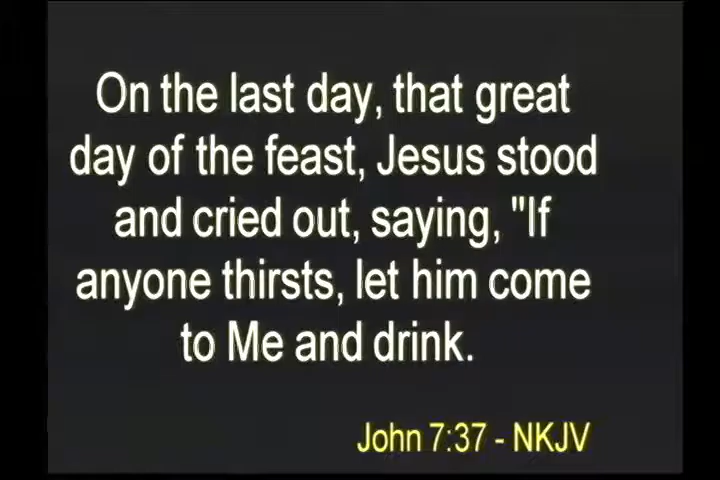 On the last day, that great
day of the feast, Jesus stood
and cried out, saying, "If
anyone thirsts, let him come
to Me and drink.
John 7:37 - NKJV